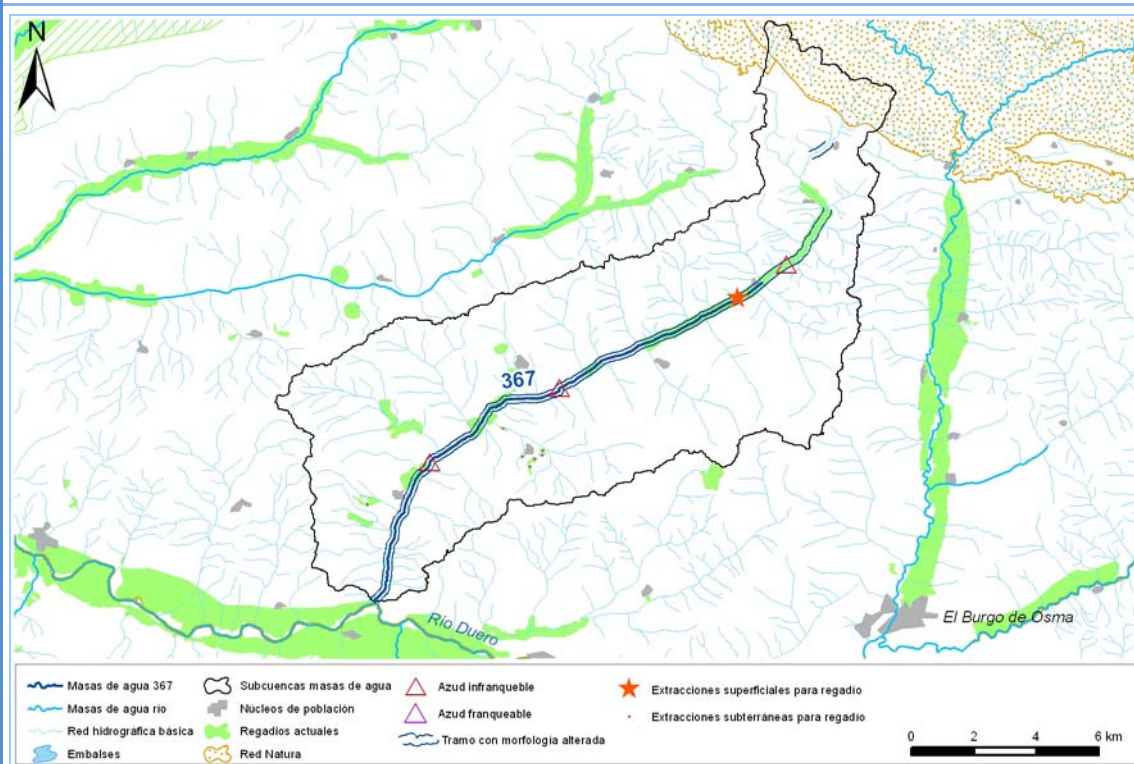 N
367
Río Duero
El Burgo de Osma
Masas de agua 367
Masas de agua río
Red hidrográfica básica
Embalses
Subcuencas masas de agua
Núcleos de población
Regadíos actuales
Red Natura
Azud infranqueable
Azud franqueable
Tramo con morfología alterada
Extracciones superficiales para regadío
Extracciones subterráneas para regadío
0 2 4 6 km